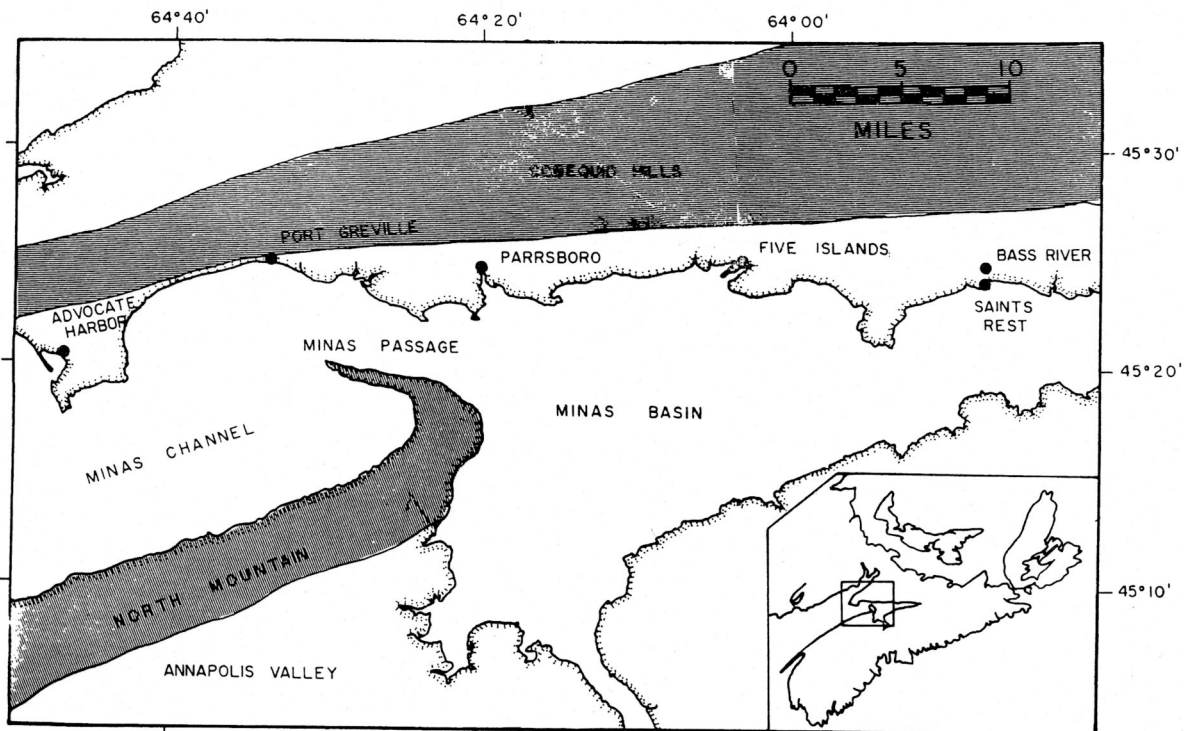 64°40'
64°20'
64°00'
0 5 10
MILES
45°30'
COBEQUID HILLS
PORT GREVILLE
PARRSBORO
FIVE ISLANDS
BASS RIVER
SAINTS
REST
ADVOCATE
HARBOR
MINAS PASSAGE
45°20'
MINAS BASIN
MINAS CHANNEL
NORTH MOUNTAIN
45°10'
ANNAPOLIS VALLEY